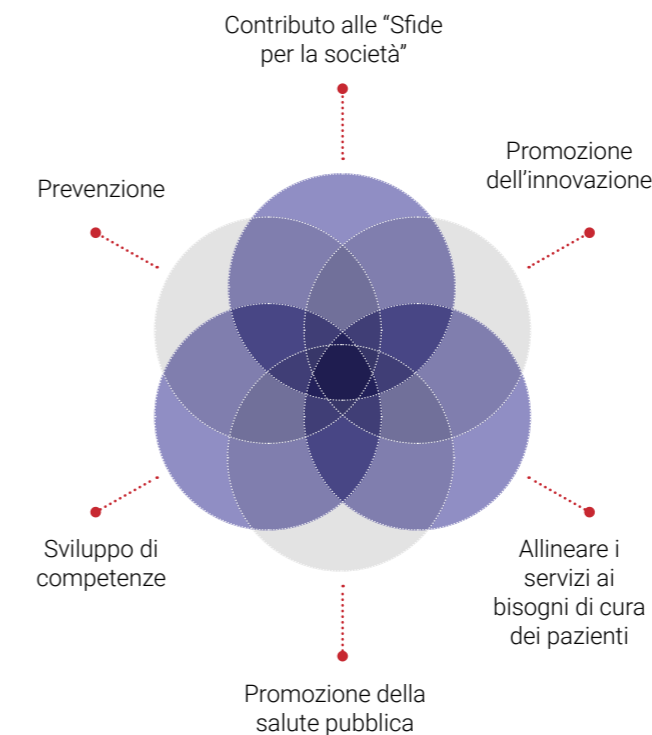 Contributo alle “Sfide
per la società”
Promozione
dell’innovazione
Prevenzione
Sviluppo di
competenze
Allineare i
servizi ai
bisogni di cura
dei pazienti
Promozione della
salute pubblica